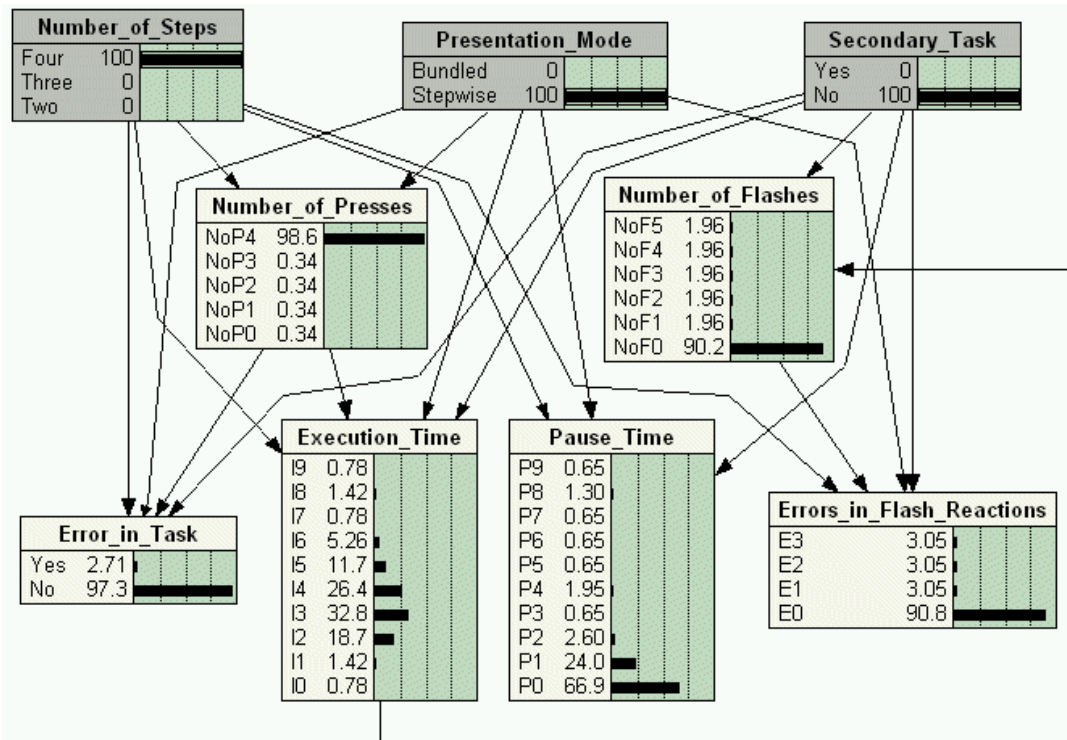 Number_of_Steps
Four 100
Three 0
Two 0
Presentation_Mode
Bundled 0
Stepwise 100
Secondary_Task
Yes 0
No 100
Number_of_Presses
NoP4 98.6
NoP3 0.34
NoP2 0.34
NoP1 0.34
NoP0 0.34
Number_of_Flashes
NoF5 1.96
NoF4 1.96
NoF3 1.96
NoF2 1.96
NoF1 1.96
NoF0 90.2
Error_in_Task
Yes 2.71
No 97.3
Execution_Time
I9 0.78
I8 1.42
I7 0.78
I6 5.26
I5 11.7
I4 26.4
I3 32.8
I2 18.7
I1 1.42
I0 0.78
Pause_Time
P9 0.65
P8 1.30
P7 0.65
P6 0.65
P5 0.65
P4 1.95
P3 0.65
P2 2.60
P1 24.0
P0 66.9
Errors_in_Flash_Reactions
E3 3.05
E2 3.05
E1 3.05
E0 90.8